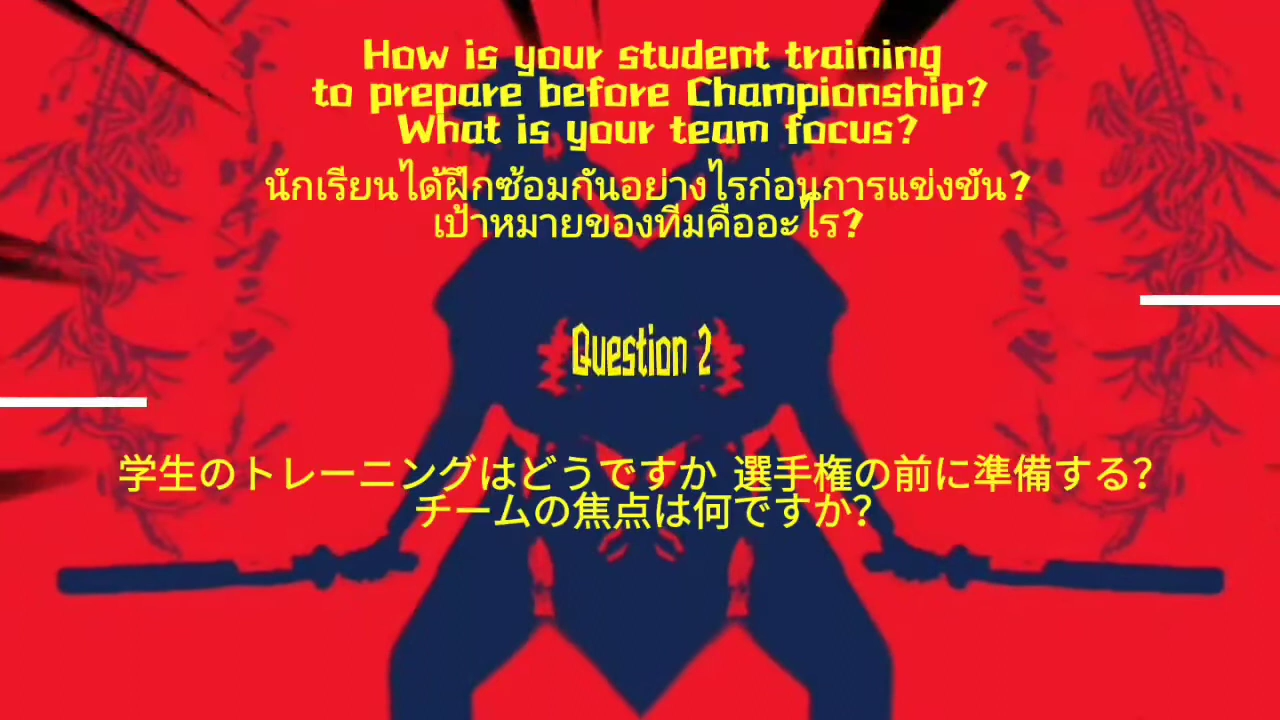 How is your student training
to prepare before Championship?
What is your team focus?
นักเรียนได้ฝึกซ้อมกันอย่างไรก่อนการแข่งขัน?
เป้าหมายของทีมคืออะไร?
Question 2
学生のトレーニングはどうですか 選手権の前に準備する?
チームの焦点は何ですか?